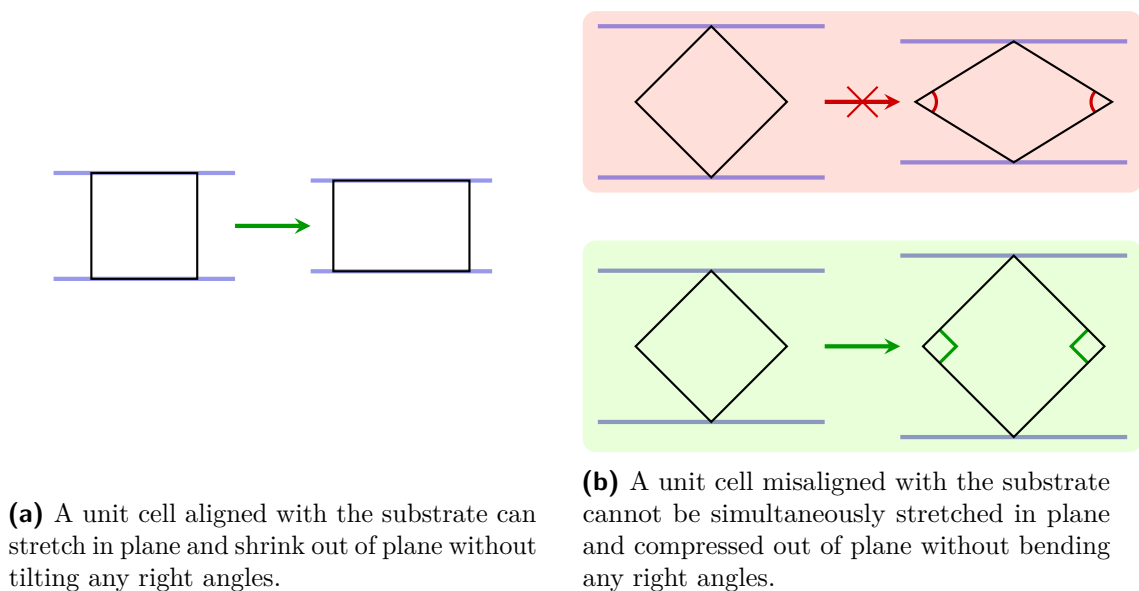 (a) A unit cell aligned with the substrate can
stretch in plane and shrink out of plane without
tilting any right angles.
(b) A unit cell misaligned with the substrate
cannot be simultaneously stretched in plane
and compressed out of plane without bending
any right angles.